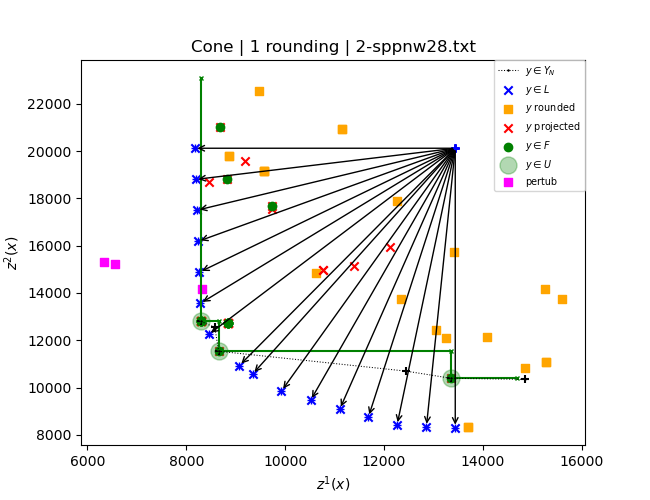 Cone | 1 rounding | 2-sppnw28.txt
z²(x)
22000
20000
18000
16000
14000
12000
10000
8000
6000 8000 10000 12000 14000 16000
z¹(x)
y ∈ Y_N
y ∈ L
y rounded
y projected
y ∈ F
y ∈ U
pertub